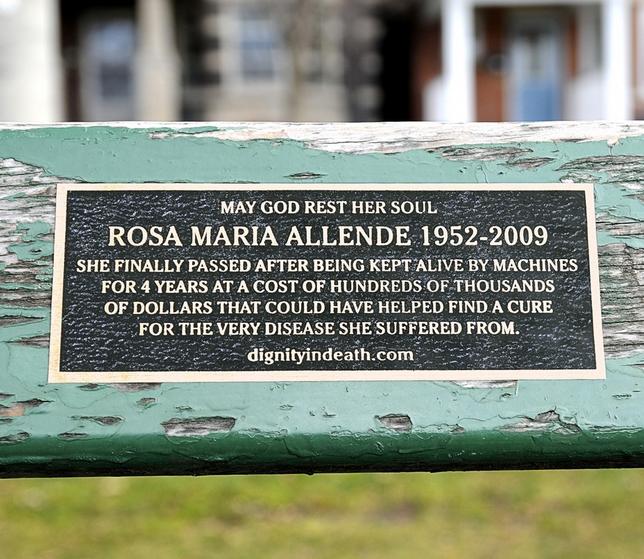 MAY GOD REST HER SOUL
ROSA MARIA ALLENDE 1952-2009
SHE FINALLY PASSED AFTER BEING KEPT ALIVE BY MACHINES
FOR 4 YEARS AT A COST OF HUNDREDS OF THOUSANDS
OF DOLLARS THAT COULD HAVE HELPED FIND A CURE
FOR THE VERY DISEASE SHE SUFFERED FROM.
dignityindeath.com